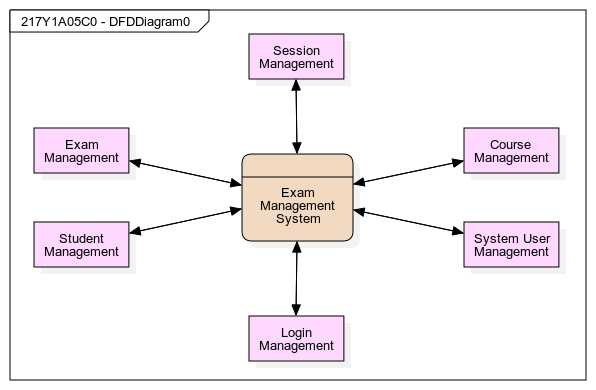 217Y1A05C0 - DFDDiagram0
Session
Management
Exam
Management
Course
Management
Exam
Management
System
Student
Management
System User
Management
Login
Management